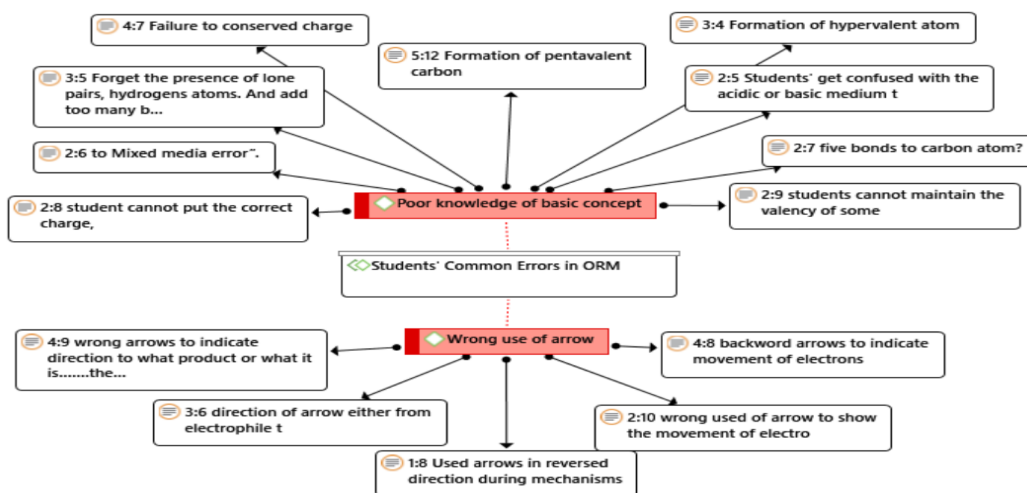 4:7 Failure to conserved charge
3:4 Formation of hypervalent atom
5:12 Formation of pentavalent
carbon
3:5 Forget the presence of lone
pairs, hydrogens atoms. And add
too many b...
2:5 Students' get confused with the
acidic or basic medium t
2:6 to Mixed media error".
2:7 five bonds to carbon atom?
2:8 student cannot put the correct
charge,
Poor knowledge of basic concept
2:9 students cannot maintain the
valency of some
Students' Common Errors in ORM
4:9 wrong arrows to indicate
direction to what product or what it
is.......the...
Wrong use of arrow
4:8 backword arrows to indicate
movement of electrons
3:6 direction of arrow either from
electrophile t
2:10 wrong used of arrow to show
the movement of electro
1:8 Used arrows in reversed
direction during mechanisms